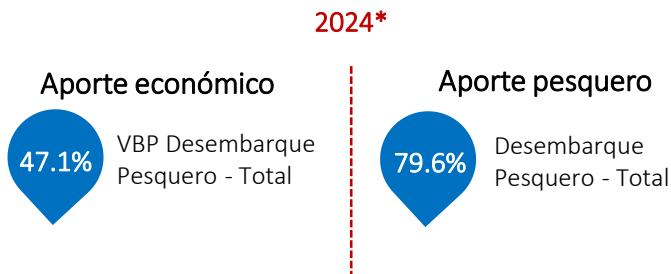 2024*
Aporte económico
47.1%
VBP Desembarque
Pesquero - Total
Aporte pesquero
79.6%
Desembarque
Pesquero - Total